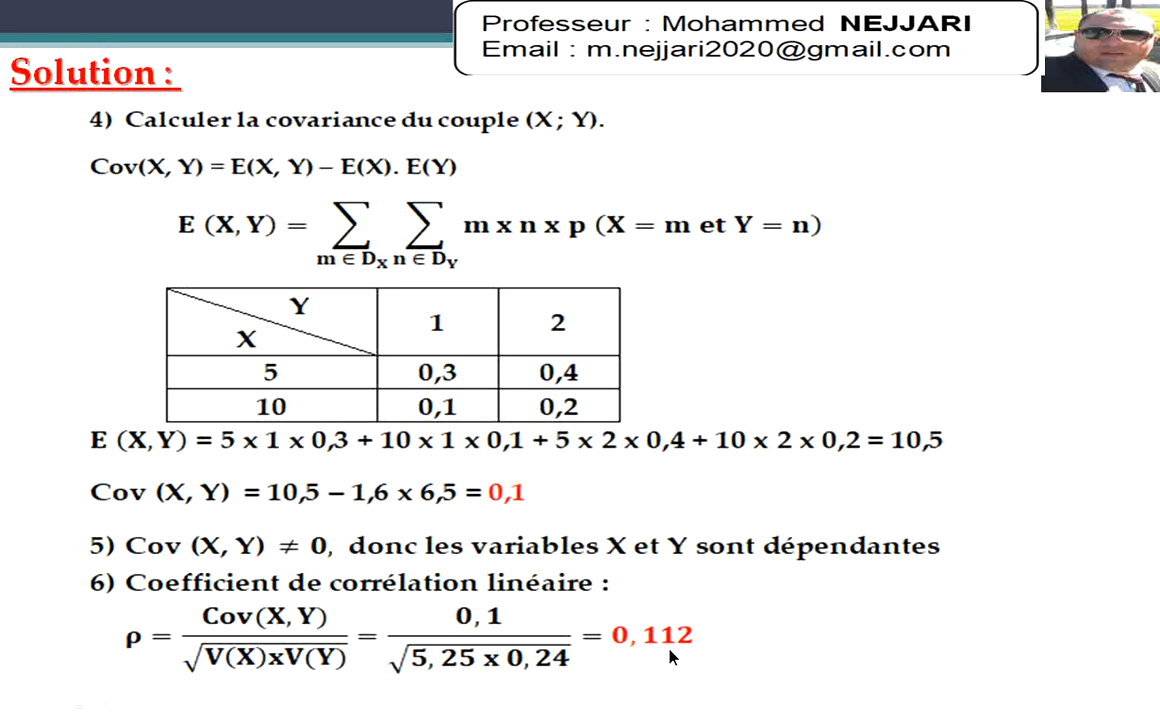 Professeur : Mohammed NEJJARI
Email : m.nejjari2020@gmail.com
Solution :
4) Calculer la covariance du couple (X ; Y).
Cov(X, Y) = E(X, Y) – E(X). E(Y)
E (X, Y) = ∑ ∑ m x n x p (X = m et Y = n)
m ∈ D_X n ∈ D_Y
Y
X
1 2
5 0,3 0,4
10 0,1 0,2
E (X, Y) = 5 x 1 x 0,3 + 10 x 1 x 0,1 + 5 x 2 x 0,4 + 10 x 2 x 0,2 = 10,5
Cov (X, Y) = 10,5 – 1,6 x 6,5 = 0,1
5) Cov (X, Y) ≠ 0, donc les variables X et Y sont dépendantes
6) Coefficient de corrélation linéaire :
ρ = Cov(X, Y) / √V(X)xV(Y) = 0, 1 / √5, 25 x 0, 24 = 0, 112